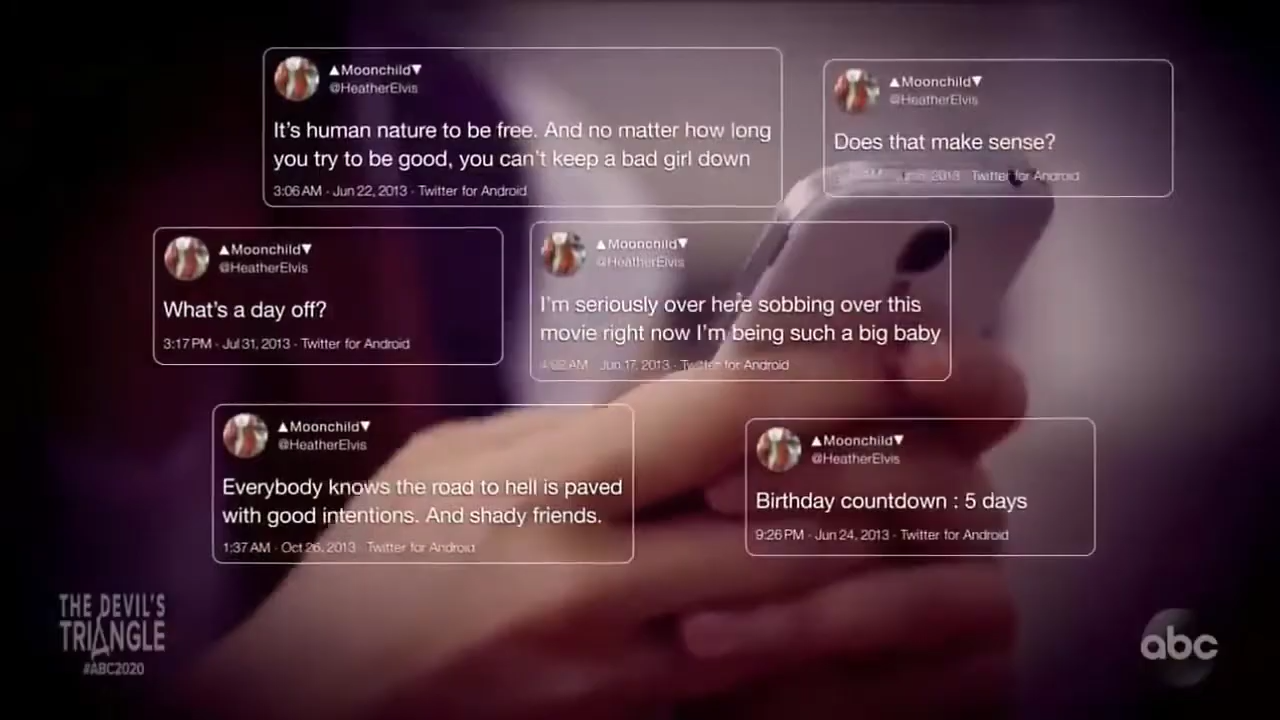 ▲Moonchild▼
@HeatherElvis
It's human nature to be free. And no matter how long
you try to be good, you can't keep a bad girl down
3:06 AM · Jun 22, 2013 · Twitter for Android
▲Moonchild▼
@HeatherElvis
Does that make sense?
2013 · Twitter for Android
▲Moonchild▼
@HeatherElvis
What's a day off?
3:17 PM · Jul 31, 2013 · Twitter for Android
▲Moonchild▼
@HeatherElvis
I'm seriously over here sobbing over this
movie right now I'm being such a big baby
AM · Jun 17, 2013 · Twitter for Android
▲Moonchild▼
@HeatherElvis
Everybody knows the road to hell is paved
with good intentions. And shady friends.
1:37 AM · Oct 26, 2013 · Twitter for Android
▲Moonchild▼
@HeatherElvis
Birthday countdown : 5 days
9:26 PM · Jun 24, 2013 · Twitter for Android
THE DEVIL'S
TRIANGLE
#ABC2020
abc